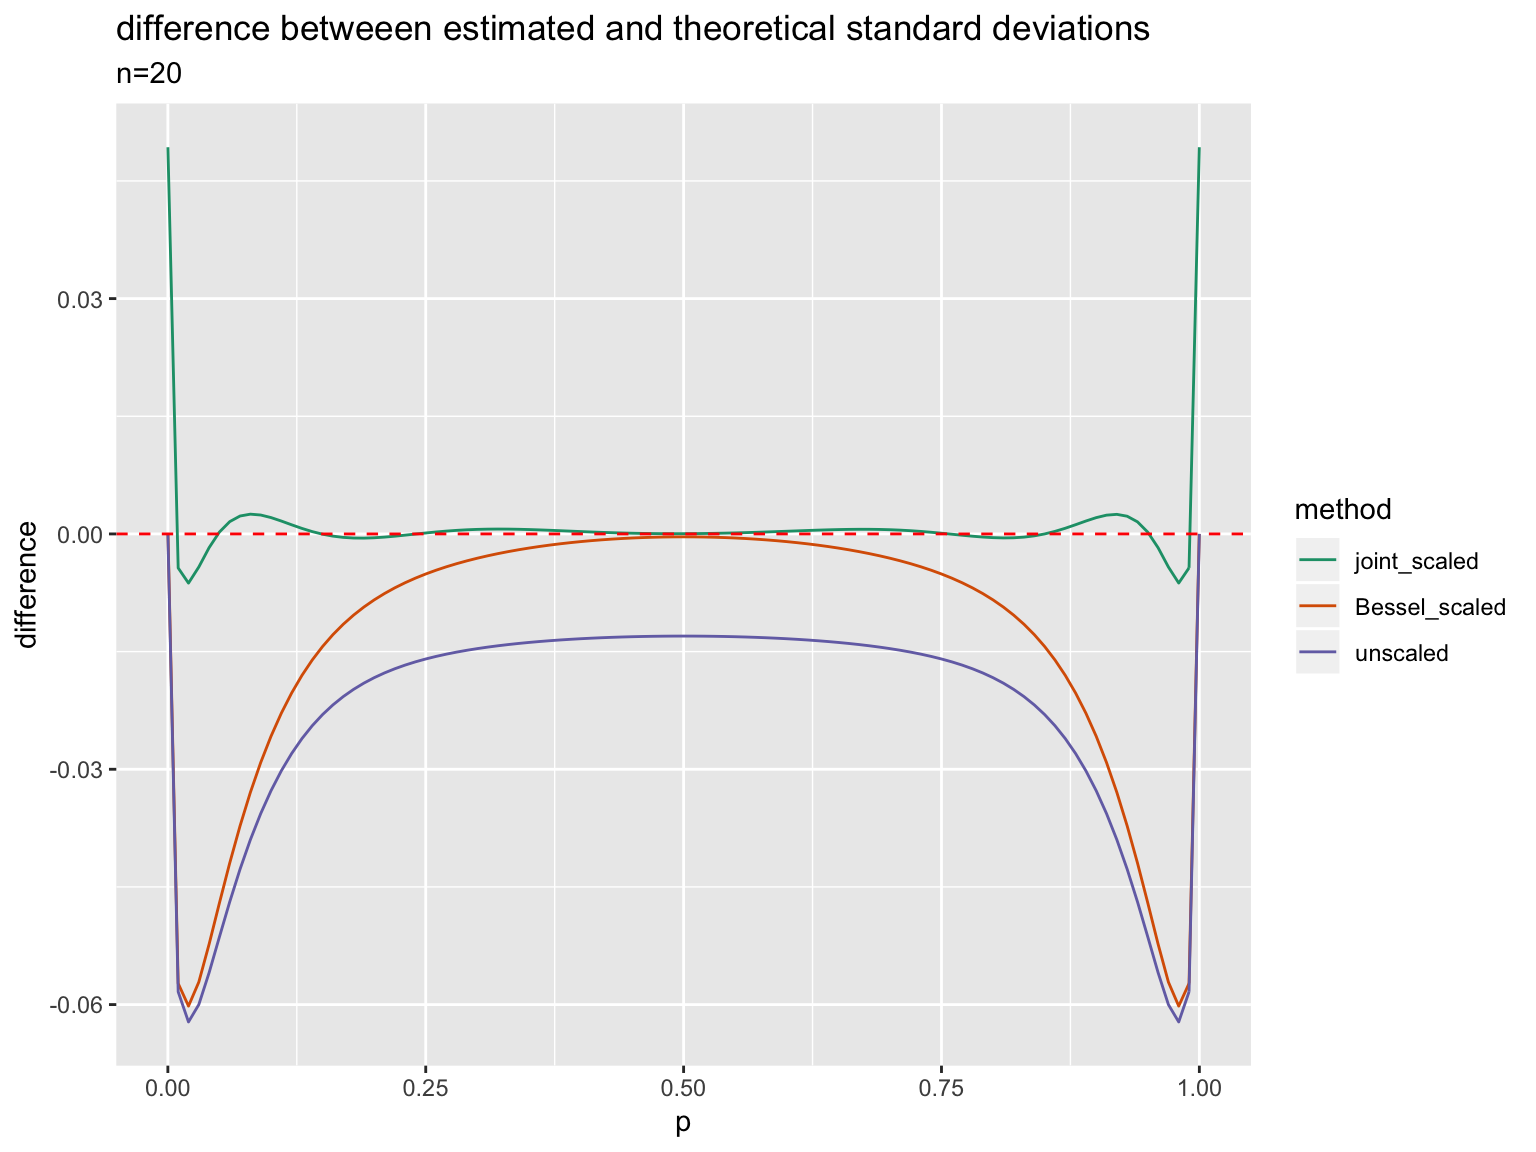 difference betweeen estimated and theoretical standard deviations
n=20
0.03
0.00
-0.03
-0.06
difference
0.00 0.25 0.50 0.75 1.00
p
method
joint_scaled
Bessel_scaled
unscaled